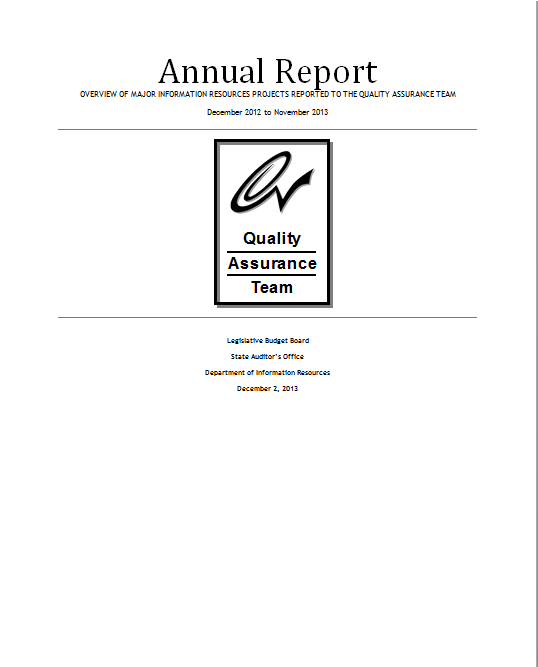 Annual Report
OVERVIEW OF MAJOR INFORMATION RESOURCES PROJECTS REPORTED TO THE QUALITY ASSURANCE TEAM
December 2012 to November 2013
Quality
Assurance
Team
Legislative Budget Board
State Auditor's Office
Department of Information Resources
December 2, 2013